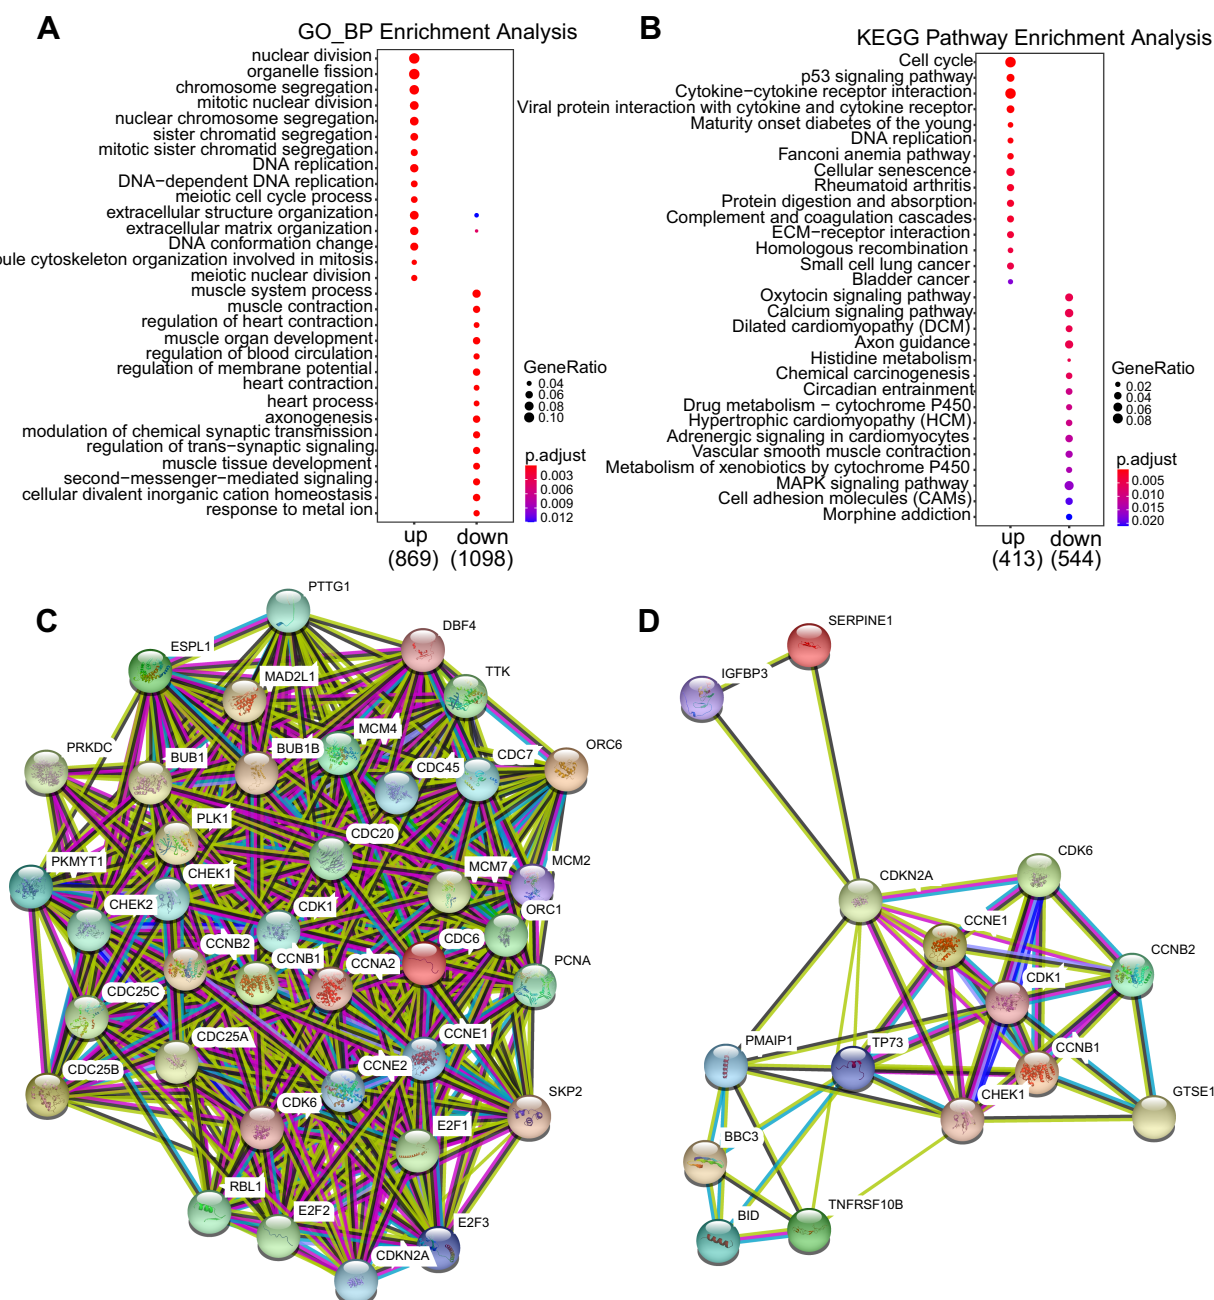 A
GO_BP Enrichment Analysis
nuclear division
organelle fission
chromosome segregation
mitotic nuclear division
nuclear chromosome segregation
sister chromatid segregation
mitotic sister chromatid segregation
DNA replication
DNA−dependent DNA replication
meiotic cell cycle process
extracellular structure organization
extracellular matrix organization
DNA conformation change
cytoskeleton organization involved in mitosis
meiotic nuclear division
muscle system process
muscle contraction
regulation of heart contraction
muscle organ development
regulation of blood circulation
regulation of membrane potential
heart contraction
heart process
axonogenesis
modulation of chemical synaptic transmission
regulation of trans−synaptic signaling
muscle tissue development
second−messenger−mediated signaling
cellular divalent inorganic cation homeostasis
response to metal ion
up
(869)
down
(1098)
GeneRatio
0.04
0.06
0.08
0.10
p.adjust
0.003
0.006
0.009
0.012
B
KEGG Pathway Enrichment Analysis
Cell cycle
p53 signaling pathway
Cytokine−cytokine receptor interaction
Viral protein interaction with cytokine and cytokine receptor
Maturity onset diabetes of the young
DNA replication
Fanconi anemia pathway
Cellular senescence
Rheumatoid arthritis
Protein digestion and absorption
Complement and coagulation cascades
ECM−receptor interaction
Homologous recombination
Small cell lung cancer
Bladder cancer
Oxytocin signaling pathway
Calcium signaling pathway
Dilated cardiomyopathy (DCM)
Axon guidance
Histidine metabolism
Chemical carcinogenesis
Circadian entrainment
Drug metabolism − cytochrome P450
Hypertrophic cardiomyopathy (HCM)
Adrenergic signaling in cardiomyocytes
Vascular smooth muscle contraction
Metabolism of xenobiotics by cytochrome P450
MAPK signaling pathway
Cell adhesion molecules (CAMs)
Morphine addiction
up
(413)
down
(544)
GeneRatio
0.02
0.04
0.06
0.08
p.adjust
0.005
0.010
0.015
0.020
C
PTTG1
DBF4
ESPL1
MAD2L1
TTK
MCM4
PRKDC
BUB1
BUB1B
CDC45
CDC7
ORC6
PLK1
CDC20
PKMYT1
CHEK1
MCM7
MCM2
CHEK2
CDK1
ORC1
CCNB2
CCNB1
CCNA2
CDC6
PCNA
CDC25C
CDC25A
CCNE1
CCNE2
CDC25B
CDK6
SKP2
E2F1
RBL1
E2F2
E2F3
CDKN2A
D
SERPINE1
IGFBP3
CDKN2A
CDK6
CCNE1
CCNB2
CDK1
PMAIP1
TP73
CCNB1
CHEK1
GTSE1
BBC3
TNFRSF10B
BID